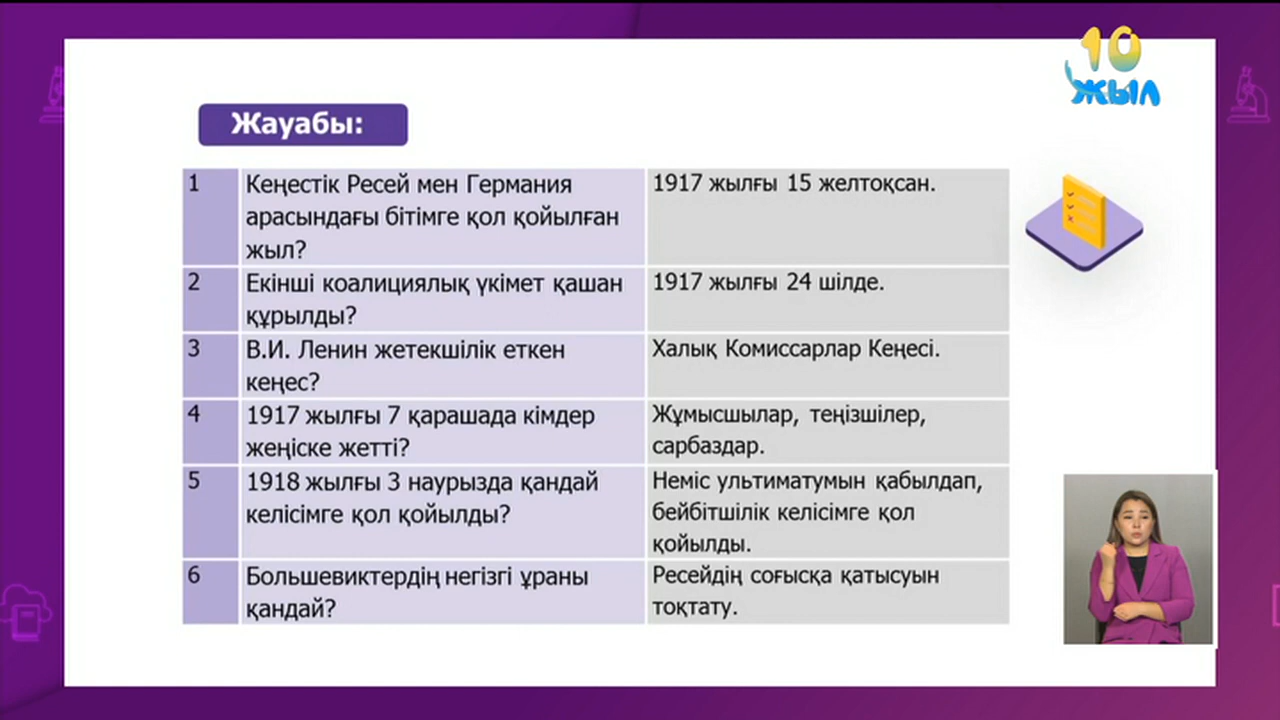 10
ЖЫЛ
Жауабы:
1
Кеңестік Ресей мен Германия
арасындағы бітімге қол қойылған
жыл?
1917 жылғы 15 желтоқсан.
2
Екінші коалициялық үкімет қашан
құрылды?
1917 жылғы 24 шілде.
3
В.И. Ленин жетекшілік еткен
кеңес?
Халық Комиссарлар Кеңесі.
4
1917 жылғы 7 қарашада кімдер
жеңіске жетті?
Жұмысшылар, теңізшілер,
сарбаздар.
5
1918 жылғы 3 наурызда қандай
келісімге қол қойылды?
Неміс ультиматумын қабылдап,
бейбітшілік келісімге қол
қойылды.
6
Большевиктердің негізгі ұраны
қандай?
Ресейдің соғысқа қатысуын
тоқтату.